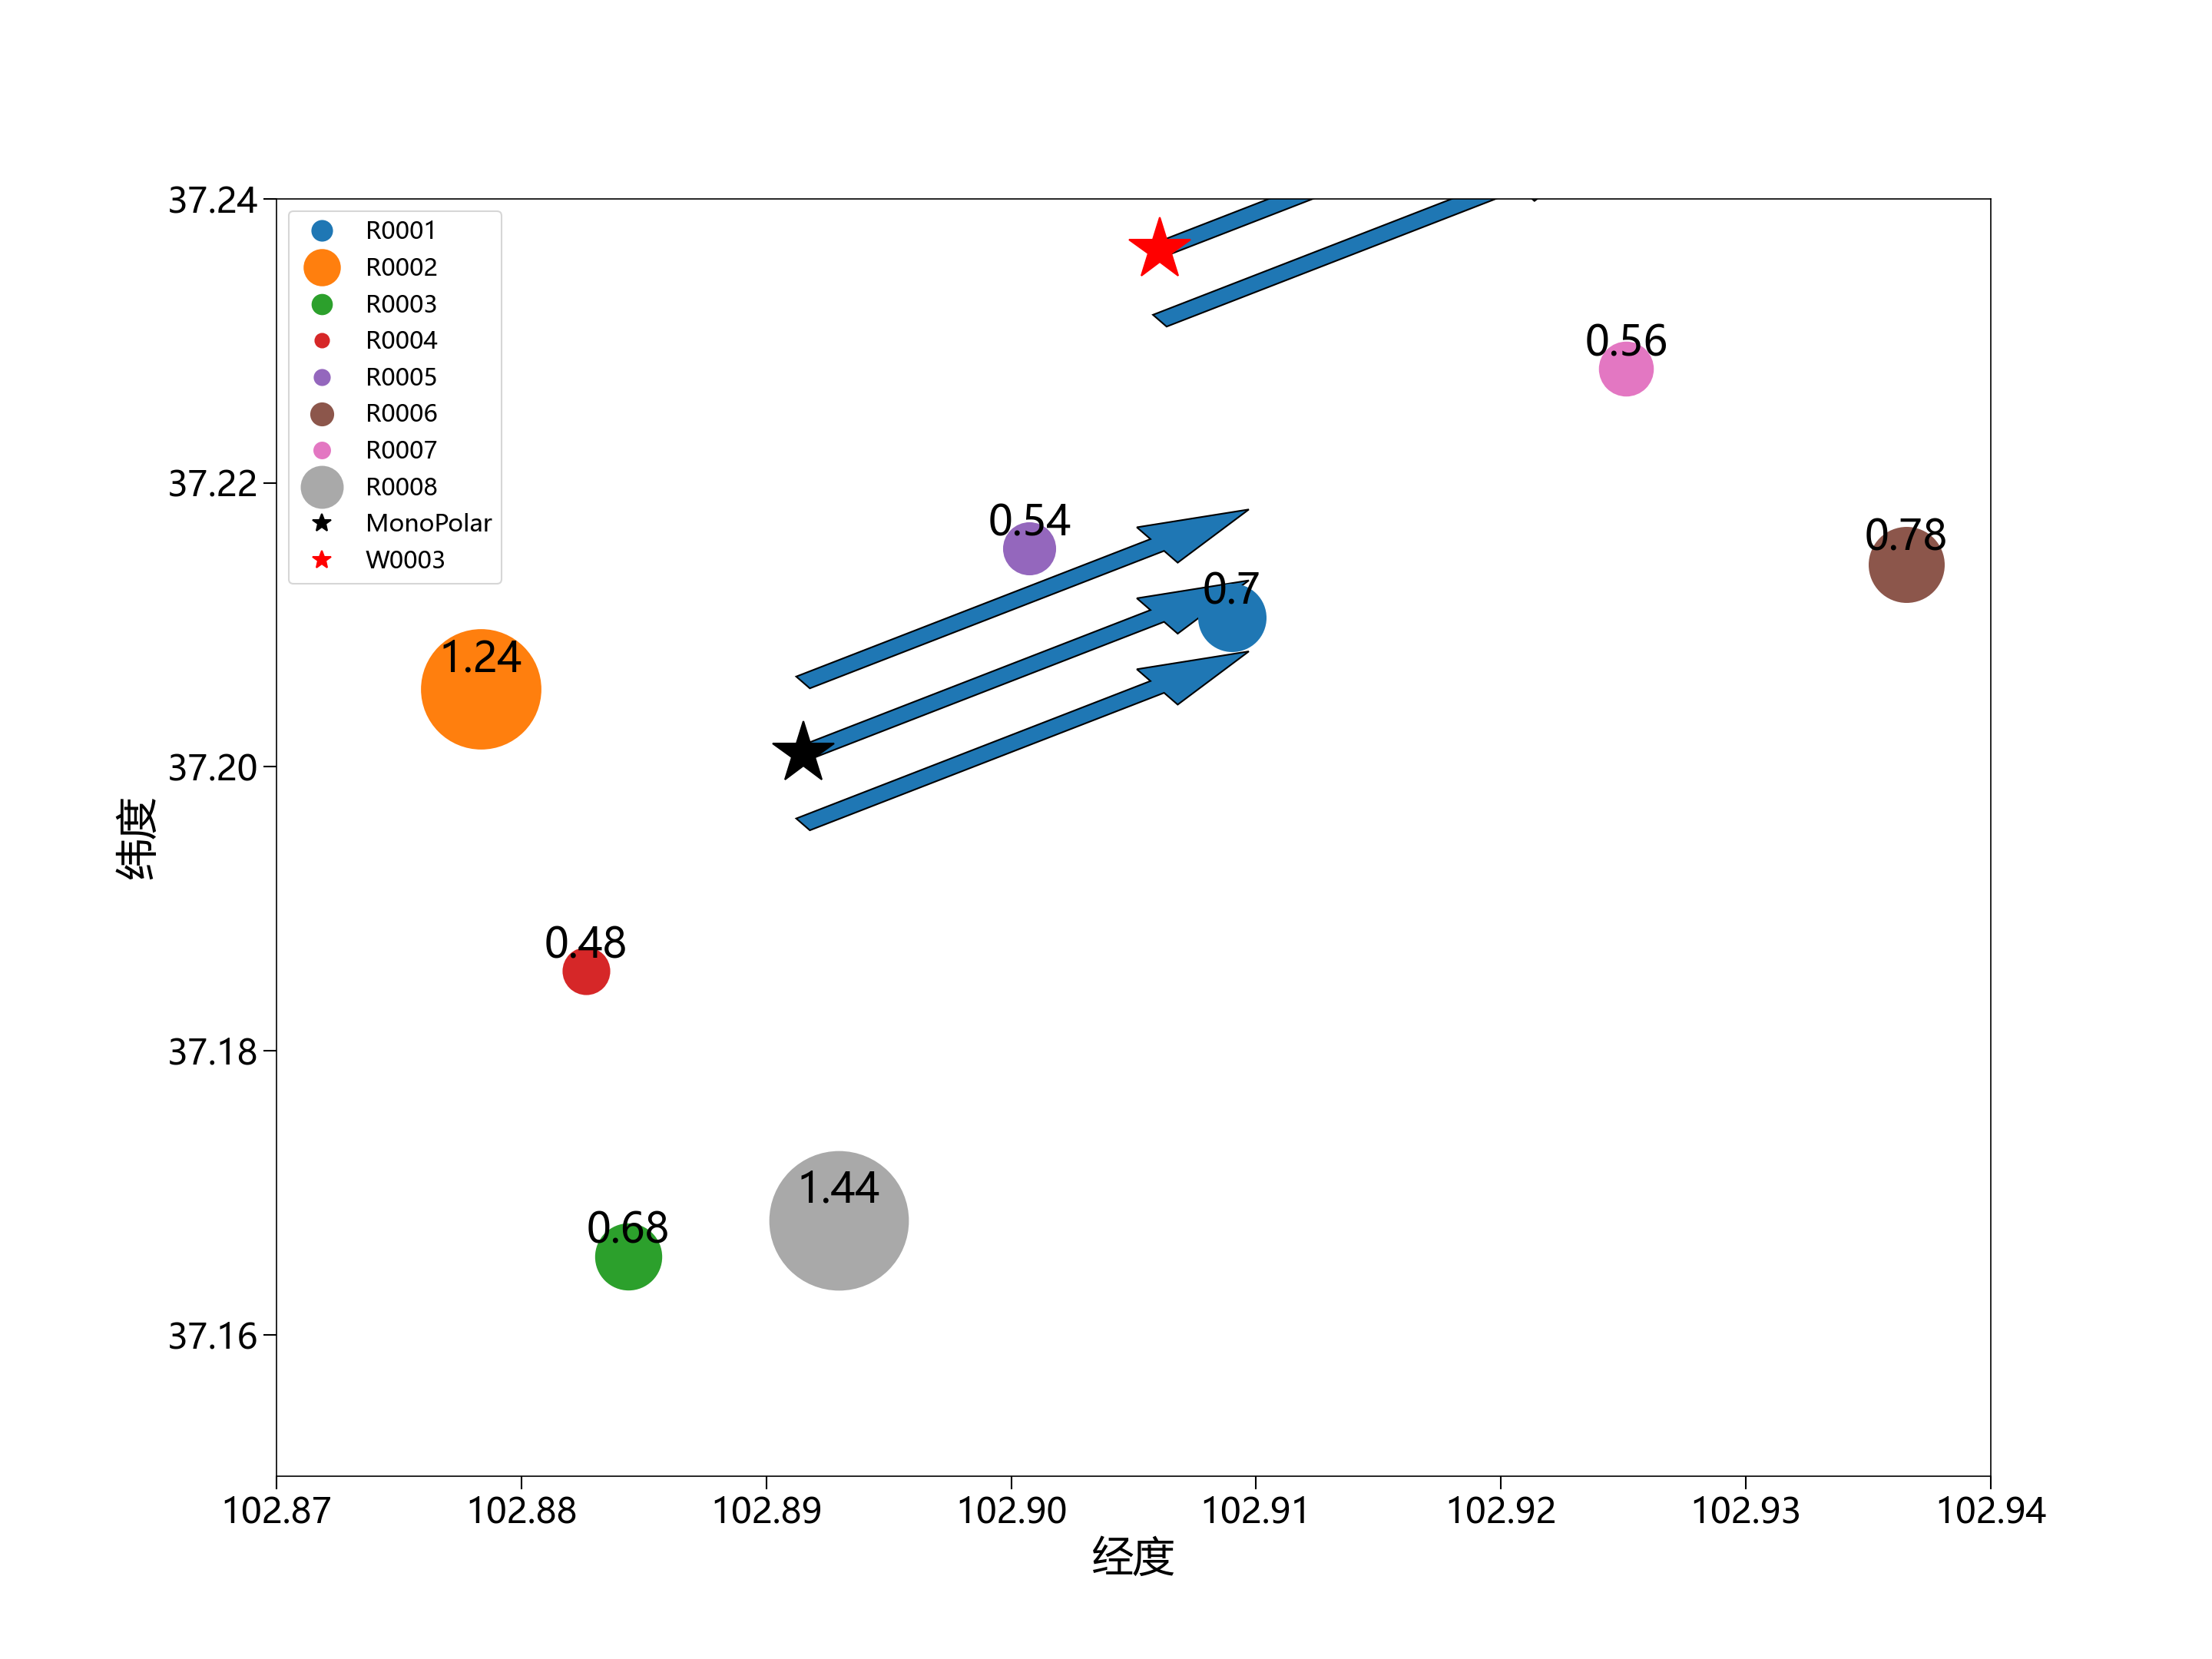 37.24
37.22
37.20
37.18
37.16
纬度
R0001
R0002
R0003
R0004
R0005
R0006
R0007
R0008
MonoPolar
W0003
0.56
0.54
0.78
0.7
1.24
0.48
1.44
0.68
102.87 102.88 102.89 102.90 102.91 102.92 102.93 102.94
经度